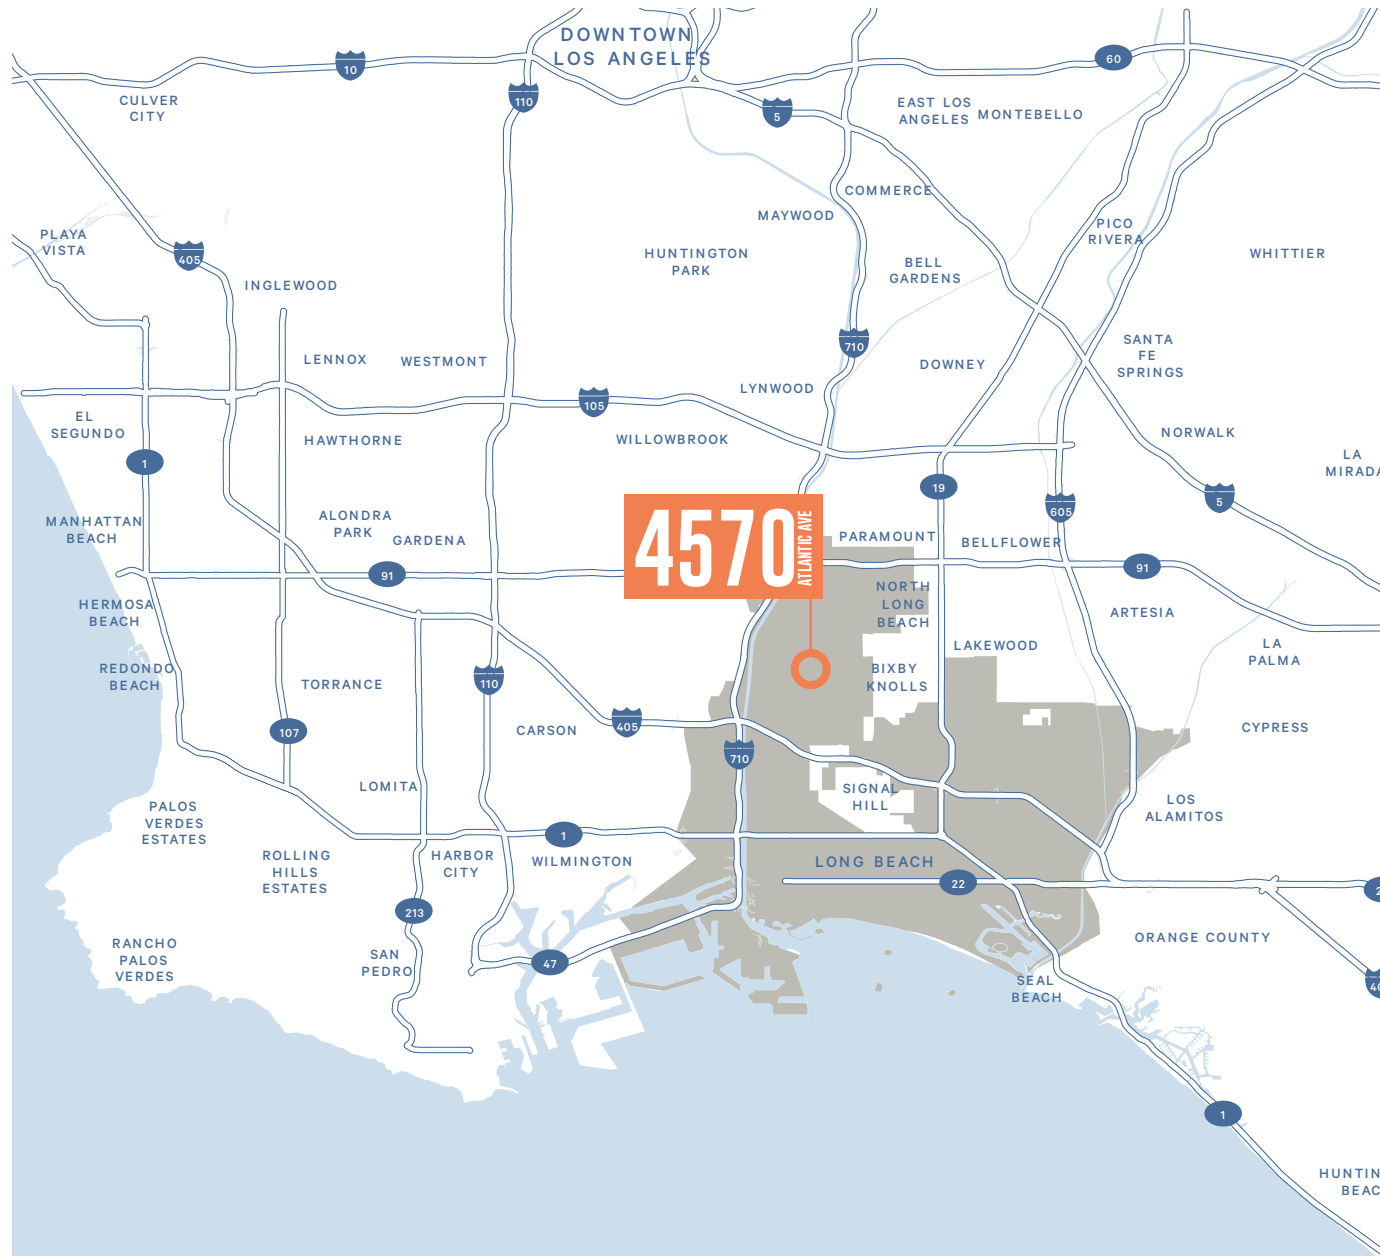 DOWNTOWN
LOS ANGELES
10
60
110
5
CULVER
CITY
EAST LOS
ANGELES
MONTEBELLO
COMMERCE
MAYWOOD
PICO
RIVERA
PLAYA
VISTA
405
HUNTINGTON
PARK
BELL
GARDENS
WHITTIER
INGLEWOOD
710
SANTA
FE
SPRINGS
LENNOX
WESTMONT
DOWNEY
LYNWOOD
105
EL
SEGUNDO
HAWTHORNE
WILLOWBROOK
NORWALK
1
LA
MIRADA
19
5
605
MANHATTAN
BEACH
ALONDRA
PARK
GARDENA
4570
ATLANTIC AVE
PARAMOUNT
BELLFLOWER
91
91
HERMOSA
BEACH
NORTH
LONG
BEACH
ARTESIA
LAKEWOOD
LA
PALMA
REDONDO
BEACH
TORRANCE
110
BIXBY
KNOLLS
107
CARSON
405
CYPRESS
710
LOMITA
SIGNAL
HILL
LOS
ALAMITOS
PALOS
VERDES
ESTATES
1
ROLLING
HILLS
ESTATES
HARBOR
CITY
WILMINGTON
LONG BEACH
22
213
RANCHO
PALOS
VERDES
SAN
PEDRO
47
ORANGE COUNTY
SEAL
BEACH
1